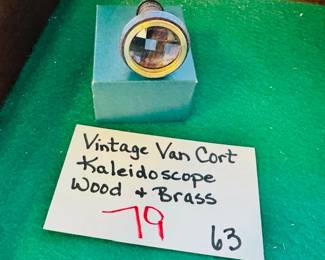 Vintage Van Cort
Kaleidoscope
Wood + Brass
79
63